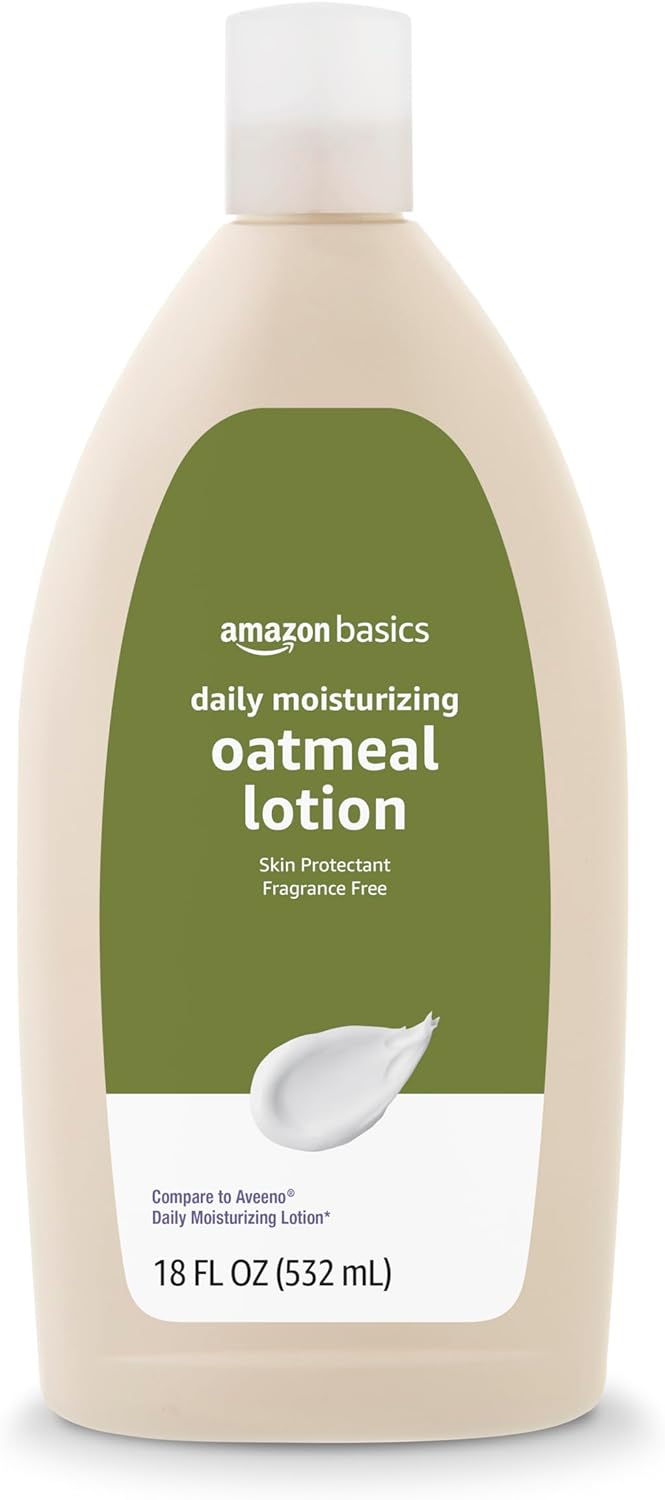 amazon basics
daily moisturizing
oatmeal
lotion
Skin Protectant
Fragrance Free
Compare to Aveeno®
Daily Moisturizing Lotion*
18 FL OZ (532 mL)